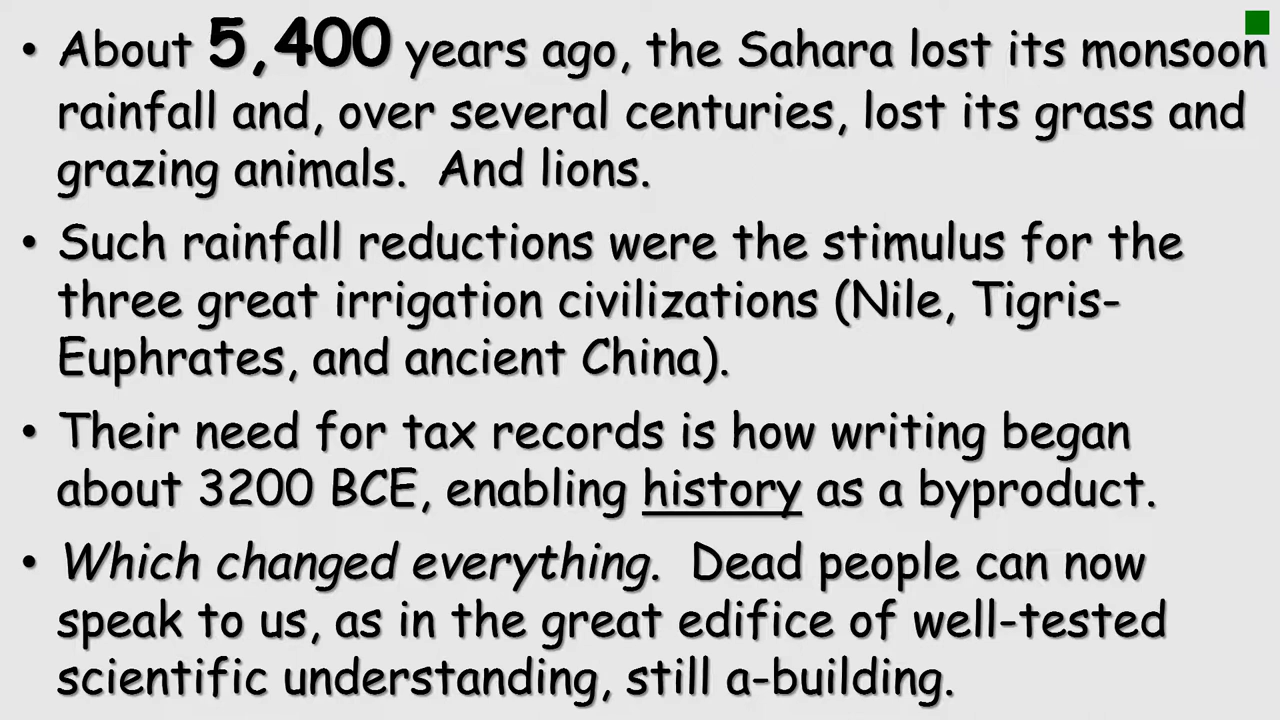 • About 5,400 years ago, the Sahara lost its monsoon
rainfall and, over several centuries, lost its grass and
grazing animals.  And lions.
• Such rainfall reductions were the stimulus for the
three great irrigation civilizations (Nile, Tigris-
Euphrates, and ancient China).
• Their need for tax records is how writing began
about 3200 BCE, enabling history as a byproduct.
• Which changed everything.  Dead people can now
speak to us, as in the great edifice of well-tested
scientific understanding, still a-building.